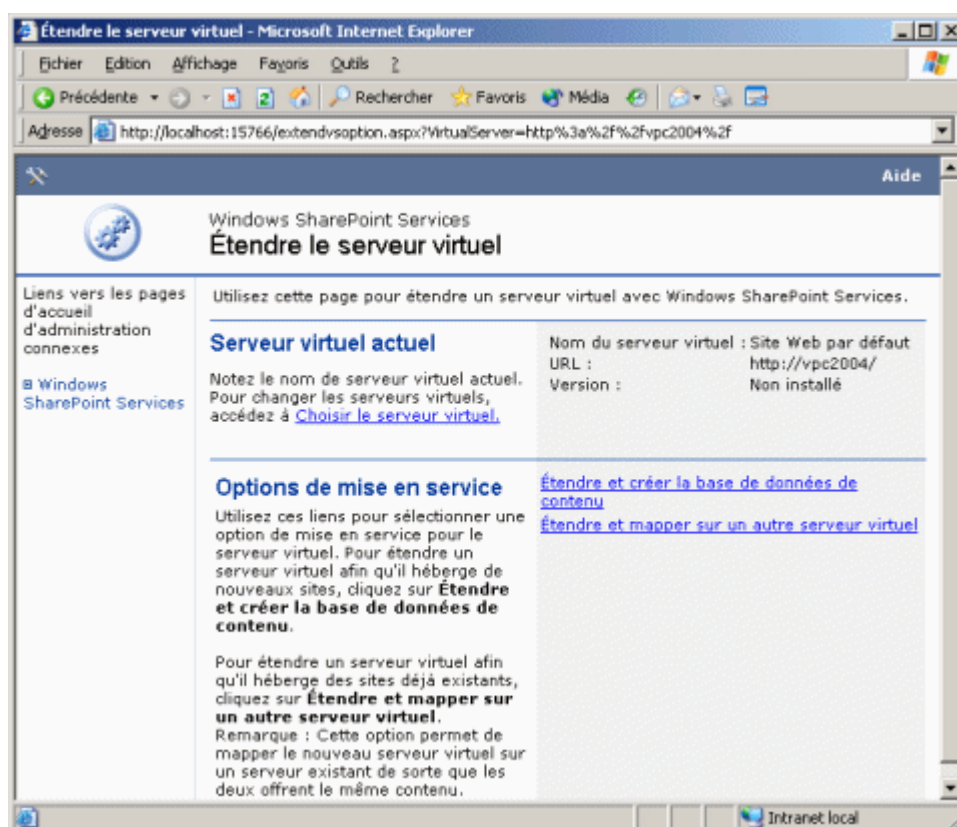 Étendre le serveur virtuel - Microsoft Internet Explorer
Fichier Edition Affichage Favoris Outils ?
Précédente Rechercher Favoris Média
Adresse http://localhost:15766/extendvsoption.aspx?VirtualServer=http%3a%2f%2fvpc2004%2f
Aide
Windows SharePoint Services
Étendre le serveur virtuel
Liens vers les pages
d'accueil
d'administration
connexes
Windows
SharePoint Services
Utilisez cette page pour étendre un serveur virtuel avec Windows SharePoint Services.
Serveur virtuel actuel
Notez le nom de serveur virtuel actuel.
Pour changer les serveurs virtuels,
accédez à Choisir le serveur virtuel.
Nom du serveur virtuel : Site Web par défaut
URL : http://vpc2004/
Version : Non installé
Options de mise en service
Utilisez ces liens pour sélectionner une
option de mise en service pour le
serveur virtuel. Pour étendre un
serveur virtuel afin qu'il héberge de
nouveaux sites, cliquez sur Étendre
et créer la base de données de
contenu.
Pour étendre un serveur virtuel afin
qu'il héberge des sites déjà existants,
cliquez sur Étendre et mapper sur
un autre serveur virtuel.
Remarque : Cette option permet de
mapper le nouveau serveur virtuel sur
un serveur existant de sorte que les
deux offrent le même contenu.
Étendre et créer la base de données de
contenu
Étendre et mapper sur un autre serveur virtuel
Intranet local